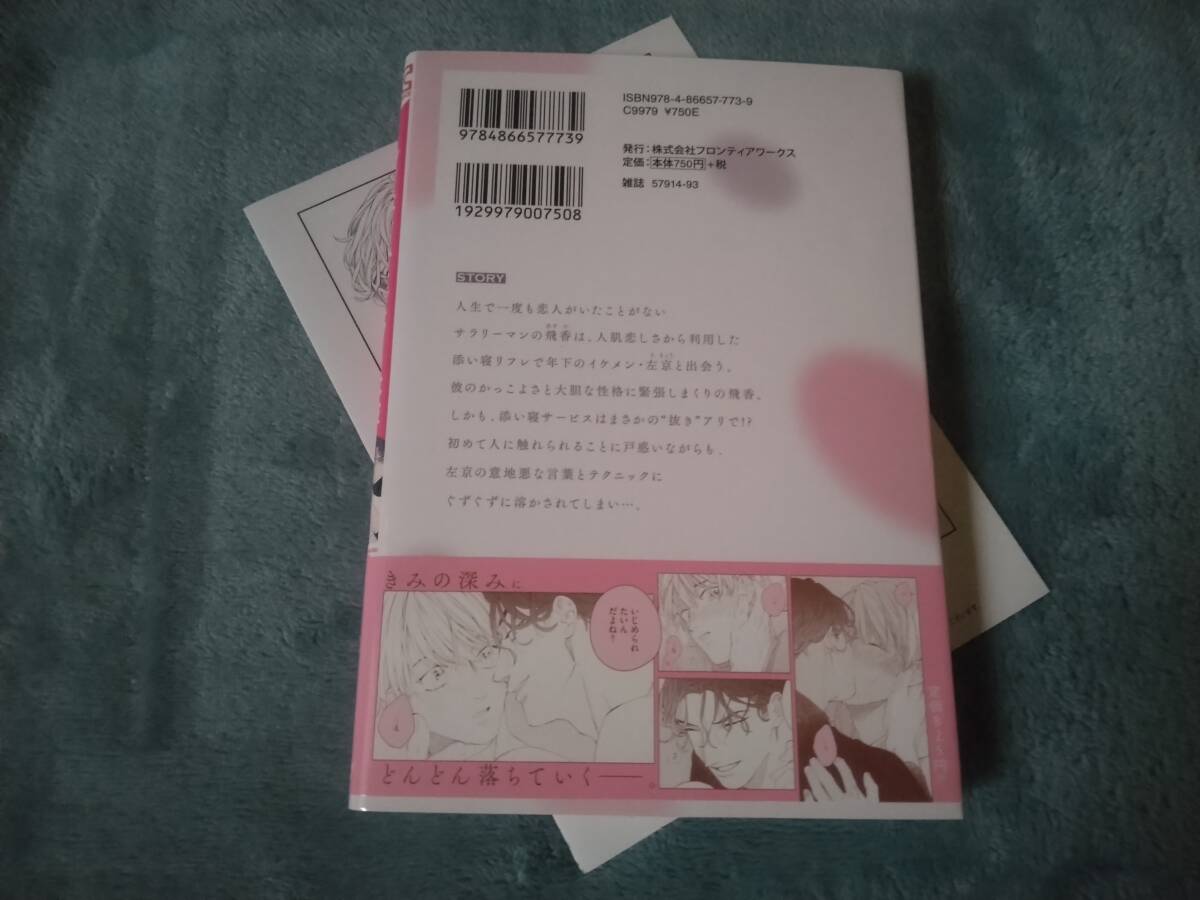 ISBN978-4-86657-773-9
C9979 ¥750E
9784866577739
発行：株式会社フロンティアワークス
定価：本体750円+税
雑誌 57914-93
1929979007508
STORY
人生で一度も恋人がいたことがない
サラリーマンの飛香は、人肌恋しさから利用した
添い寝リフレで年下のイケメン・左京と出会う。
彼のかっこよさと大胆な性格に緊張しまくりの飛香。
しかも、添い寝サービスはまさかの“抜き”アリで!?
初めて人に触れられることに戸惑いながらも、
左京の意地悪な言葉とテクニックに
ぐずぐずに溶かされてしまい…。
きみの深みに
いじめられ
たいん
だよね？
どんどん落ちていく――。